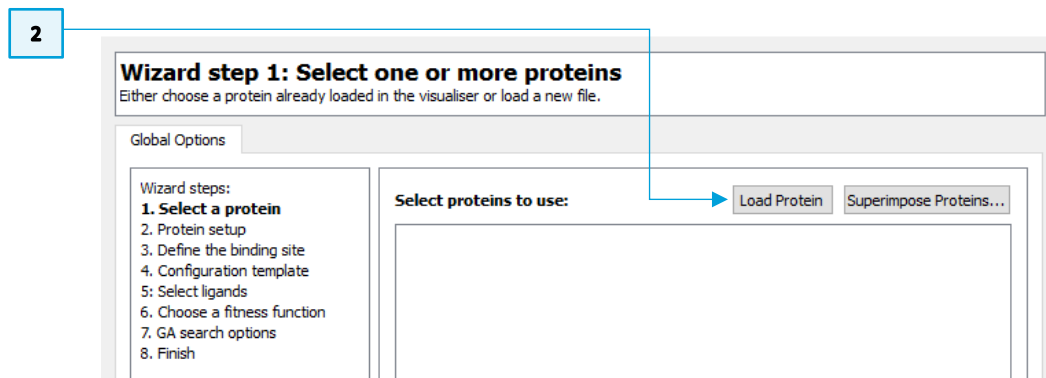 2
Wizard step 1: Select one or more proteins
Either choose a protein already loaded in the visualiser or load a new file.
Global Options
Wizard steps:
1. Select a protein
2. Protein setup
3. Define the binding site
4. Configuration template
5: Select ligands
6. Choose a fitness function
7. GA search options
8. Finish
Select proteins to use:
Load Protein
Superimpose Proteins...